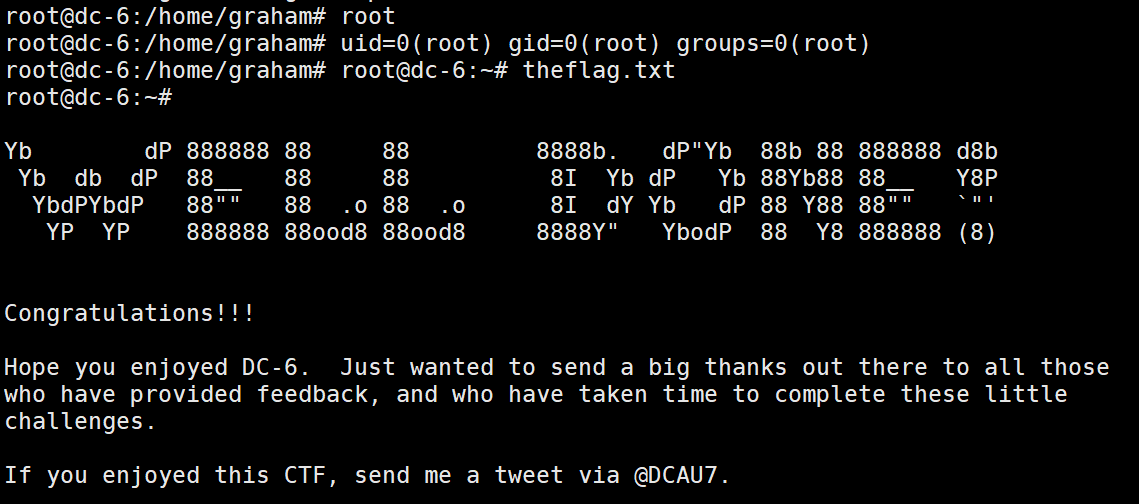 root@dc-6:/home/graham# root
root@dc-6:/home/graham# uid=0(root) gid=0(root) groups=0(root)
root@dc-6:/home/graham# root@dc-6:~# theflag.txt
root@dc-6:~#

Yb        dP 888888 88     88         8888b.   dP"Yb  88b 88 888888 d8b
 Yb  db  dP  88__   88     88          8I  Yb dP   Yb 88Yb88 88__   Y8P
  YbdPYbdP   88""   88  .o 88  .o      8I  dY Yb   dP 88 Y88 88""   `"'
   YP  YP    888888 88ood8 88ood8     8888Y"   YbodP  88  Y8 888888 (8)

Congratulations!!!

Hope you enjoyed DC-6.  Just wanted to send a big thanks out there to all those
who have provided feedback, and who have taken time to complete these little
challenges.

If you enjoyed this CTF, send me a tweet via @DCAU7.